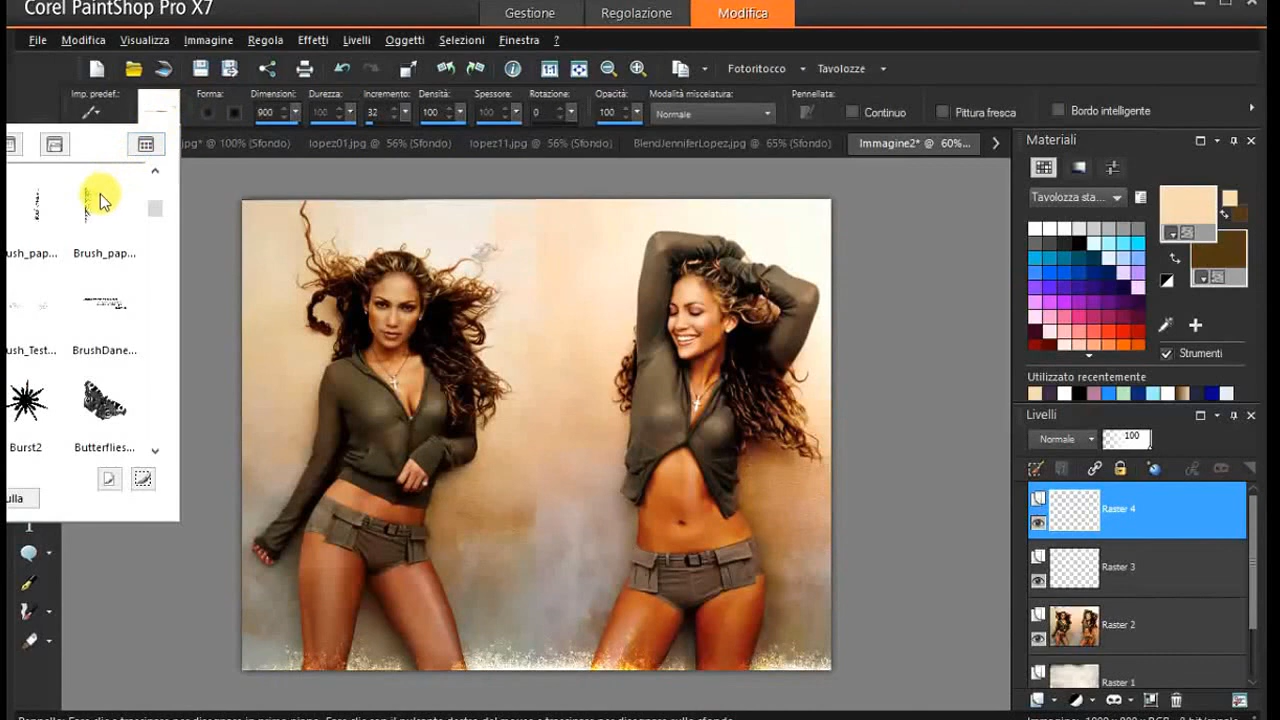 Corel PaintShop Pro X7
Gestione Regolazione Modifica
File Modifica Visualizza Immagine Regola Effetti Livelli Oggetti Selezioni Finestra ?
Fotoritocco Tavolozze
Imp. predef.: Forma: Dimensioni: Durezza: Incremento: Densità: Spessore: Rotazione: Opacità: Modalità miscelatura: Pennellata:
900 100 32 100 100 0 100 Normale Continuo Pittura fresca Bordo intelligente
.jpg* @ 100% (Sfondo) lopez01.jpg @ 56% (Sfondo) lopez11.jpg @ 56% (Sfondo) BlendJenniferLopez.jpg @ 65% (Sfondo) Immagine2* @ 60%...
Materiali
Tavolozza sta...
ush_pap... Brush_pap...
ush_Test... BrushDane...
Burst2 Butterflies...
ulla
Strumenti
Utilizzato recentemente
Livelli
Normale 100
Raster 4
Raster 3
Raster 2
Raster 1